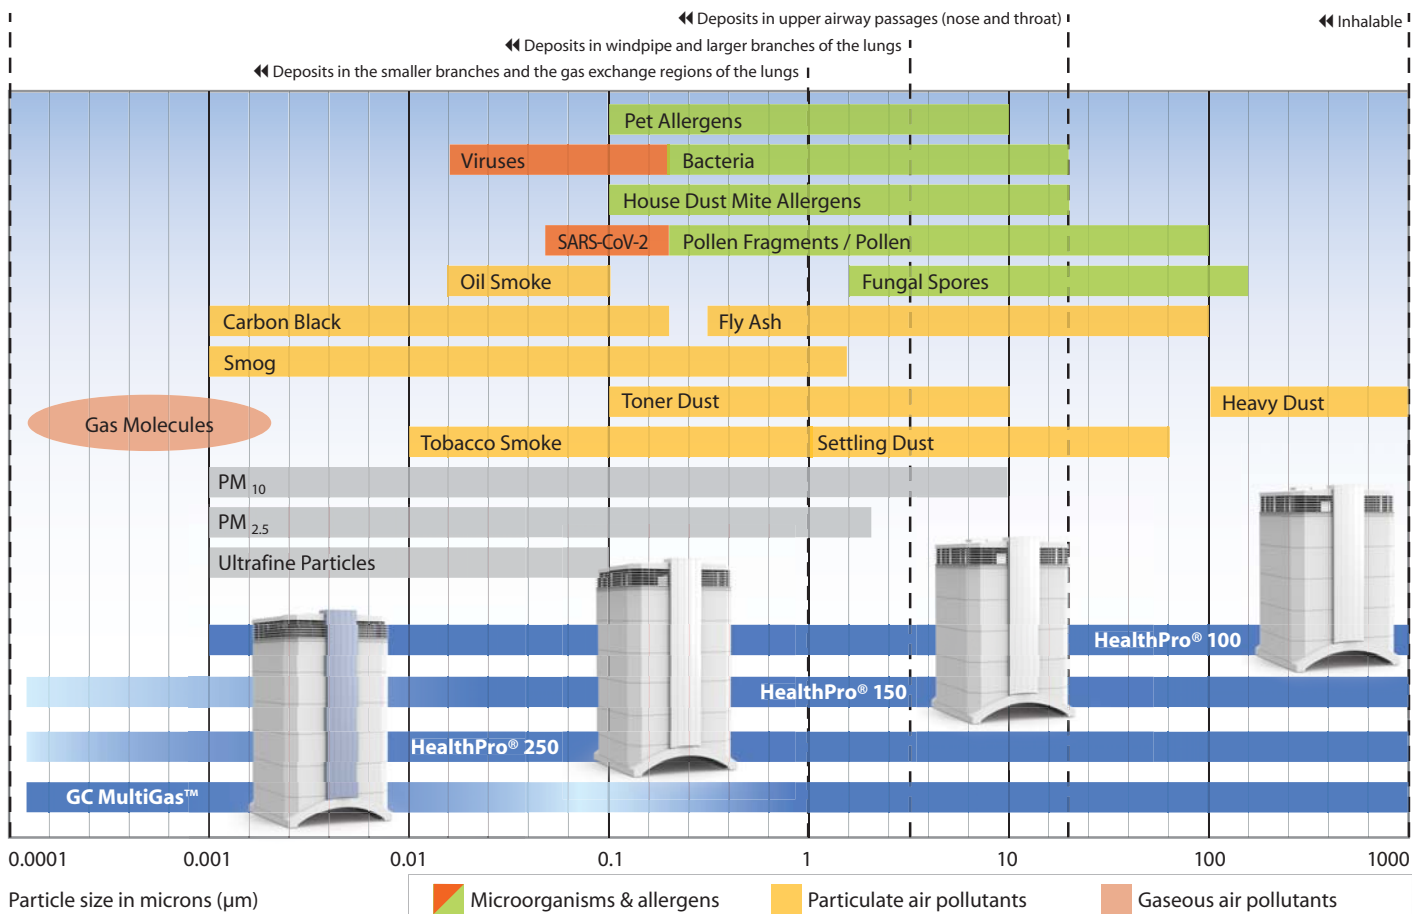 ◀◀ Deposits in upper airway passages (nose and throat)
◀◀ Inhalable
◀◀ Deposits in windpipe and larger branches of the lungs
◀◀ Deposits in the smaller branches and the gas exchange regions of the lungs
Pet Allergens
Viruses
Bacteria
House Dust Mite Allergens
SARS-CoV-2
Pollen Fragments / Pollen
Oil Smoke
Fungal Spores
Carbon Black
Fly Ash
Smog
Toner Dust
Heavy Dust
Gas Molecules
Tobacco Smoke
Settling Dust
PM 10
PM 2.5
Ultrafine Particles
HealthPro® 100
HealthPro® 150
HealthPro® 250
GC MultiGas™
0.0001 0.001 0.01 0.1 1 10 100 1000
Particle size in microns (µm)
Microorganisms & allergens
Particulate air pollutants
Gaseous air pollutants